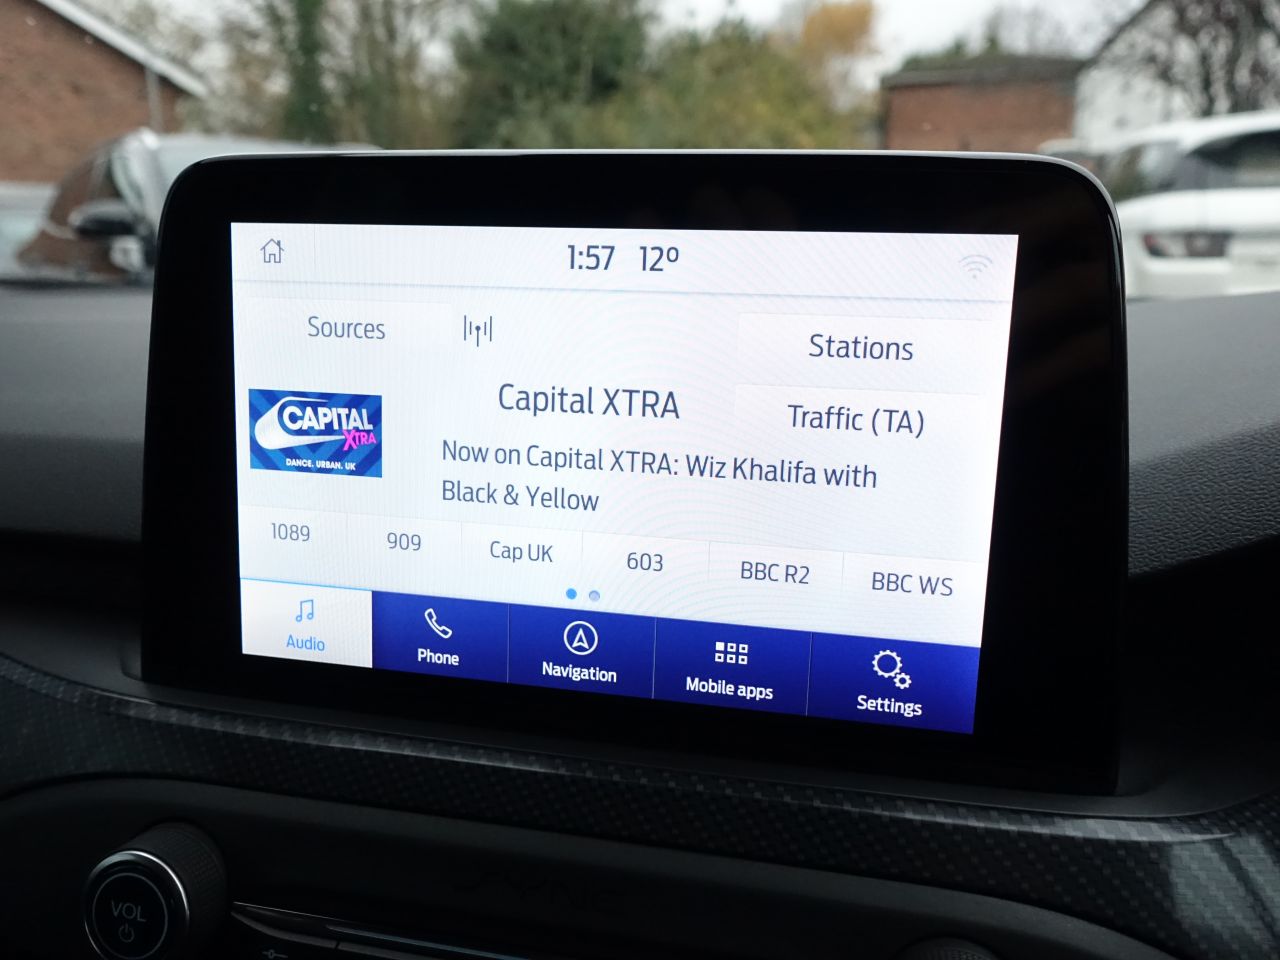 1:57 12°
Sources
Stations
Capital XTRA
Traffic (TA)
CAPITAL
XTRA
DANCE. URBAN. UK
Now on Capital XTRA: Wiz Khalifa with
Black & Yellow
1089 909 Cap UK 603 BBC R2 BBC WS
Audio Phone Navigation Mobile apps Settings
VOL